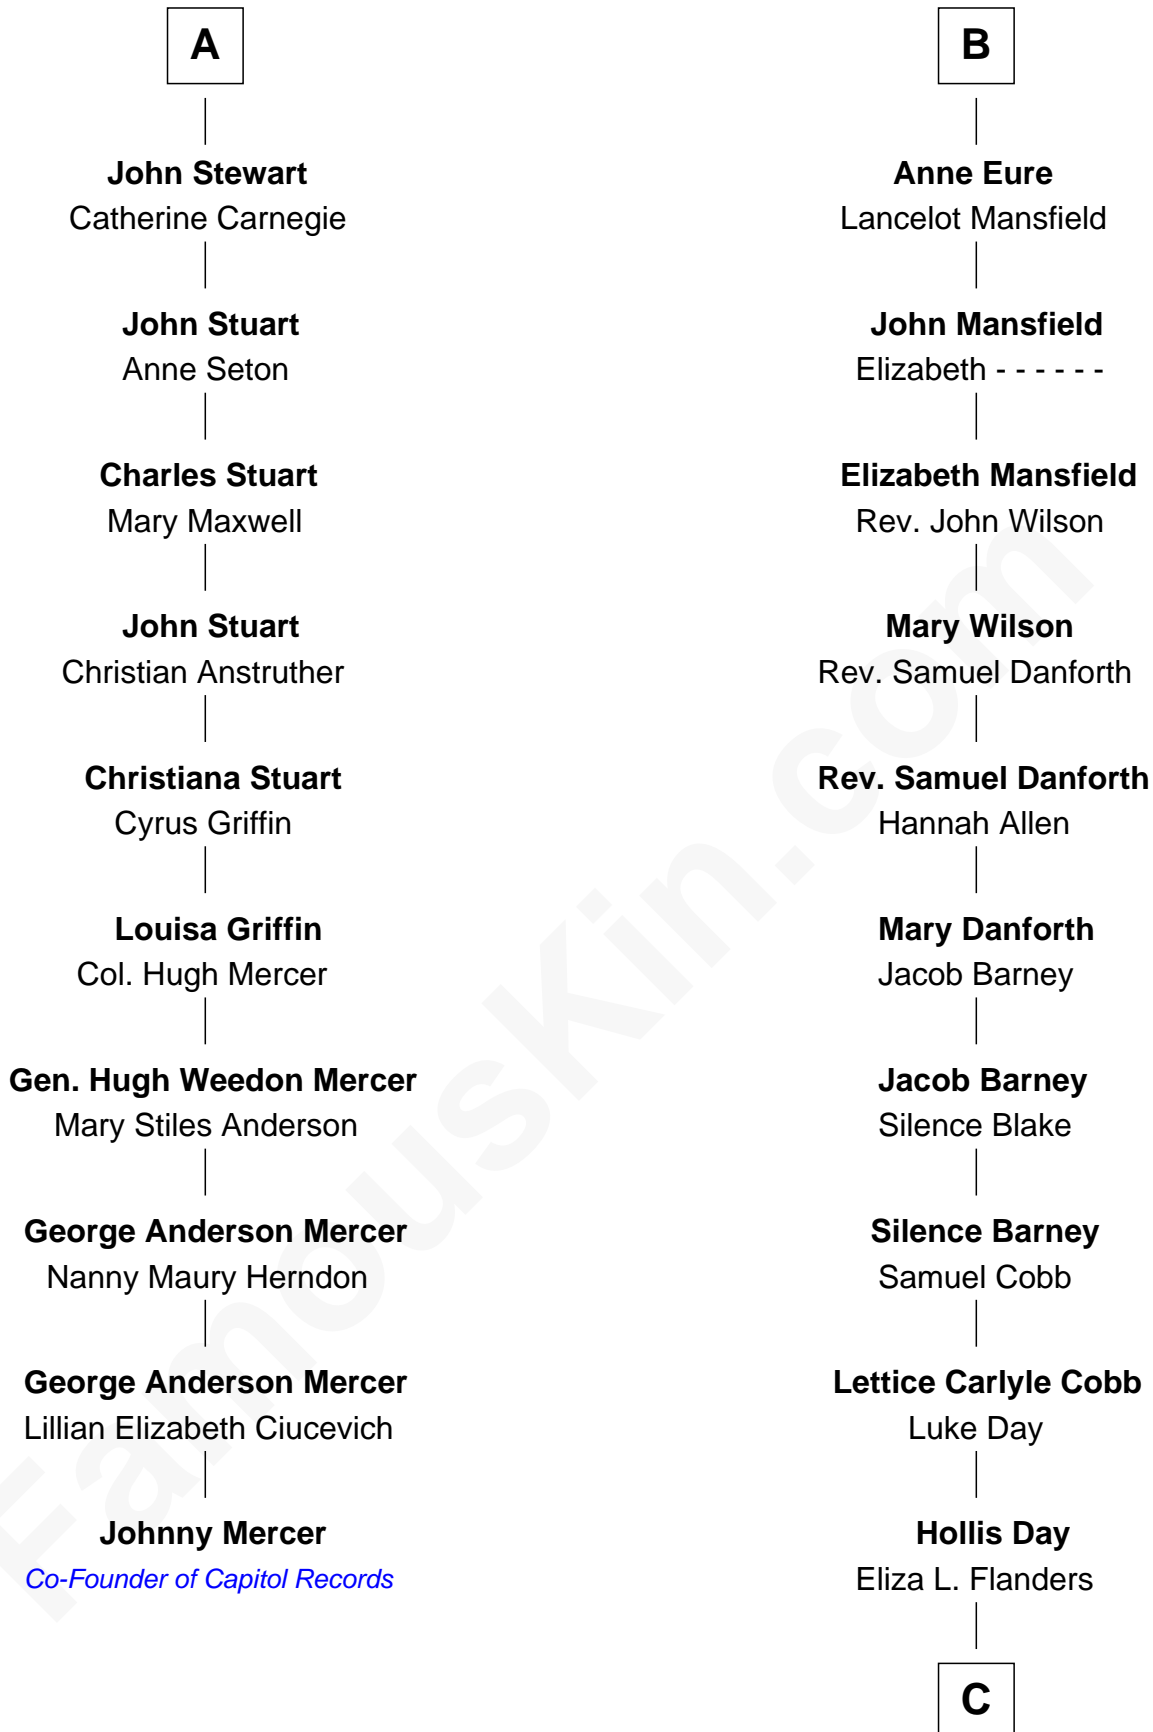 A
John Stewart
Catherine Carnegie
John Stuart
Anne Seton
Charles Stuart
Mary Maxwell
John Stuart
Christian Anstruther
Christiana Stuart
Cyrus Griffin
Louisa Griffin
Col. Hugh Mercer
Gen. Hugh Weedon Mercer
Mary Stiles Anderson
George Anderson Mercer
Nanny Maury Herndon
George Anderson Mercer
Lillian Elizabeth Ciucevich
Johnny Mercer
Co-Founder of Capitol Records
B
Anne Eure
Lancelot Mansfield
John Mansfield
Elizabeth - - - - - -
Elizabeth Mansfield
Rev. John Wilson
Mary Wilson
Rev. Samuel Danforth
Rev. Samuel Danforth
Hannah Allen
Mary Danforth
Jacob Barney
Jacob Barney
Silence Blake
Silence Barney
Samuel Cobb
Lettice Carlyle Cobb
Luke Day
Hollis Day
Eliza L. Flanders
C
FamousKin.com